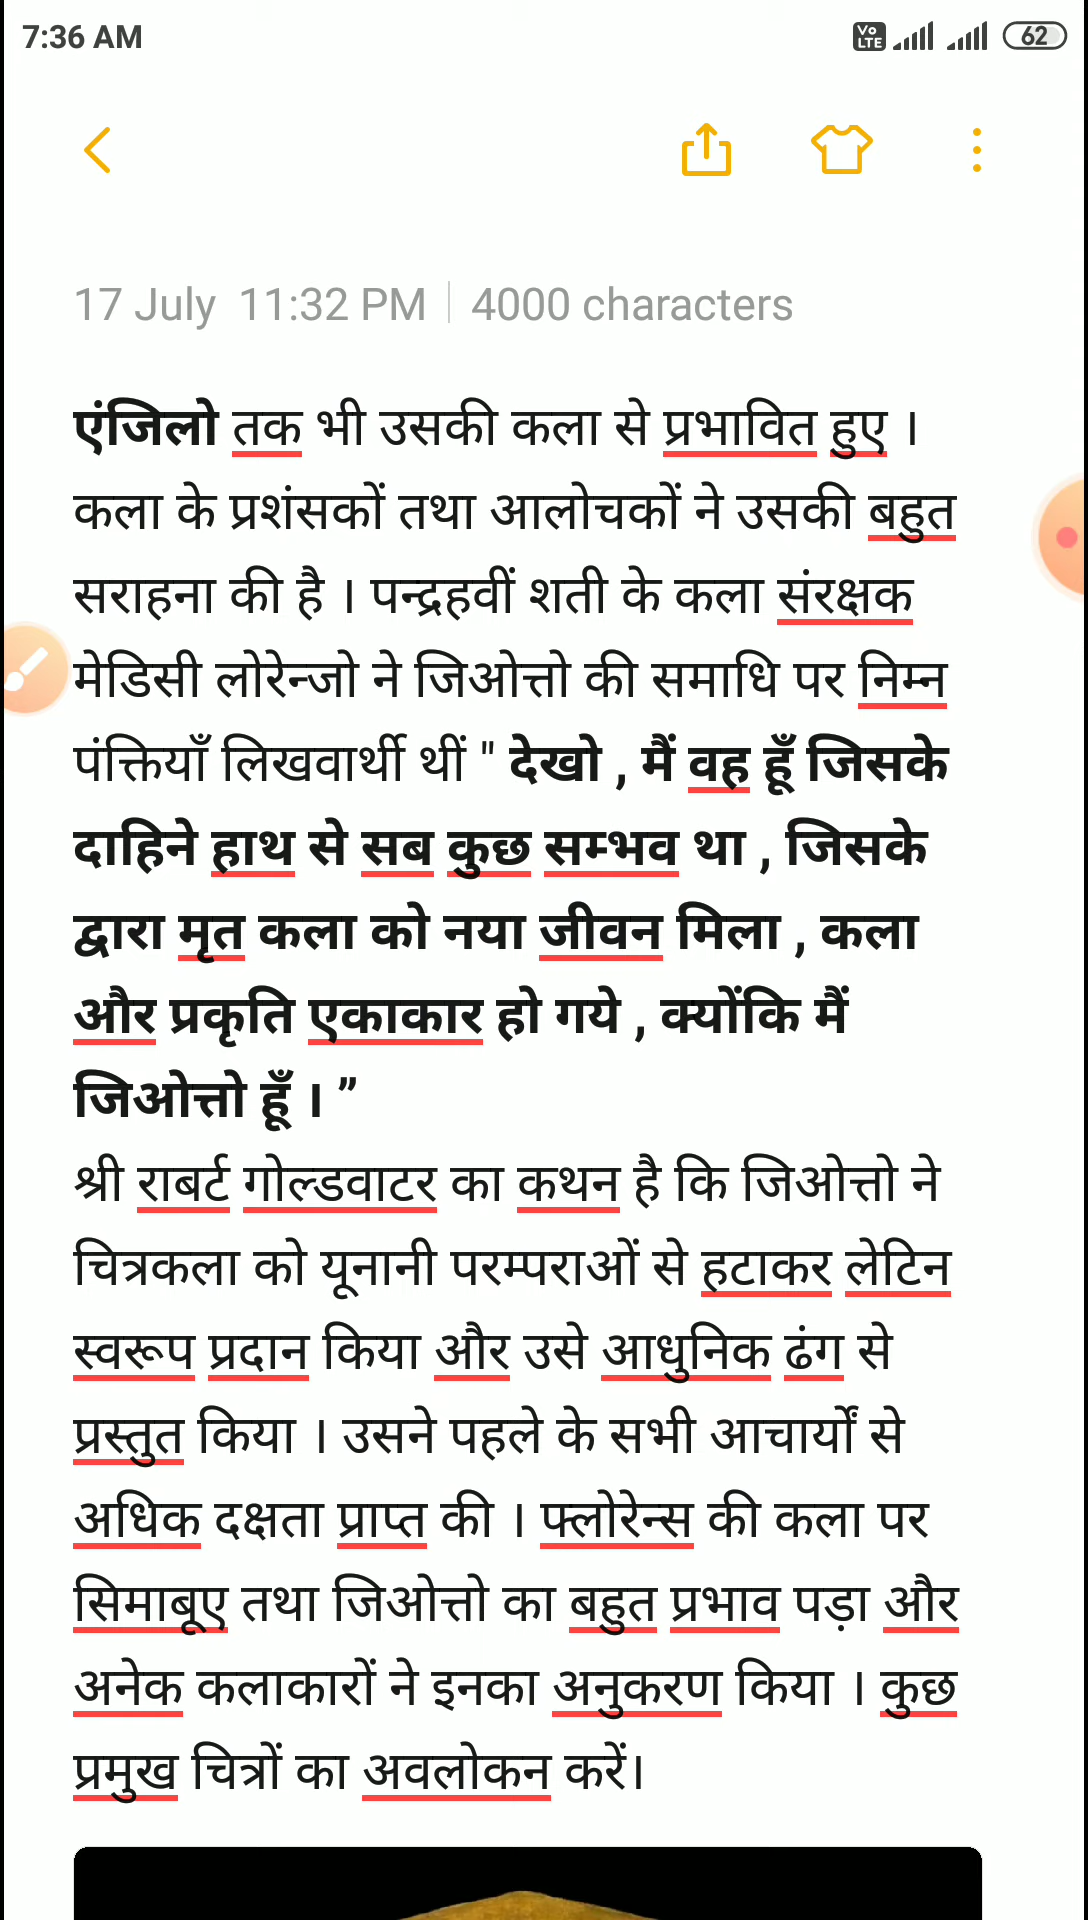 7:36 AM
Vo LTE 62
17 July 11:32 PM | 4000 characters
एंजिलो तक भी उसकी कला से प्रभावित हुए ।
कला के प्रशंसकों तथा आलोचकों ने उसकी बहुत
सराहना की है । पन्द्रहवीं शती के कला संरक्षक
मेडिसी लोरेन्जो ने जिओत्तो की समाधि पर निम्न
पंक्तियाँ लिखवार्थी थीं " देखो , मैं वह हूँ जिसके
दाहिने हाथ से सब कुछ सम्भव था , जिसके
द्वारा मृत कला को नया जीवन मिला , कला
और प्रकृति एकाकार हो गये , क्योंकि मैं
जिओत्तो हूँ । ”
श्री राबर्ट गोल्डवाटर का कथन है कि जिओत्तो ने
चित्रकला को यूनानी परम्पराओं से हटाकर लेटिन
स्वरूप प्रदान किया और उसे आधुनिक ढंग से
प्रस्तुत किया । उसने पहले के सभी आचार्यों से
अधिक दक्षता प्राप्त की । फ्लोरेन्स की कला पर
सिमाबूए तथा जिओत्तो का बहुत प्रभाव पड़ा और
अनेक कलाकारों ने इनका अनुकरण किया । कुछ
प्रमुख चित्रों का अवलोकन करें।